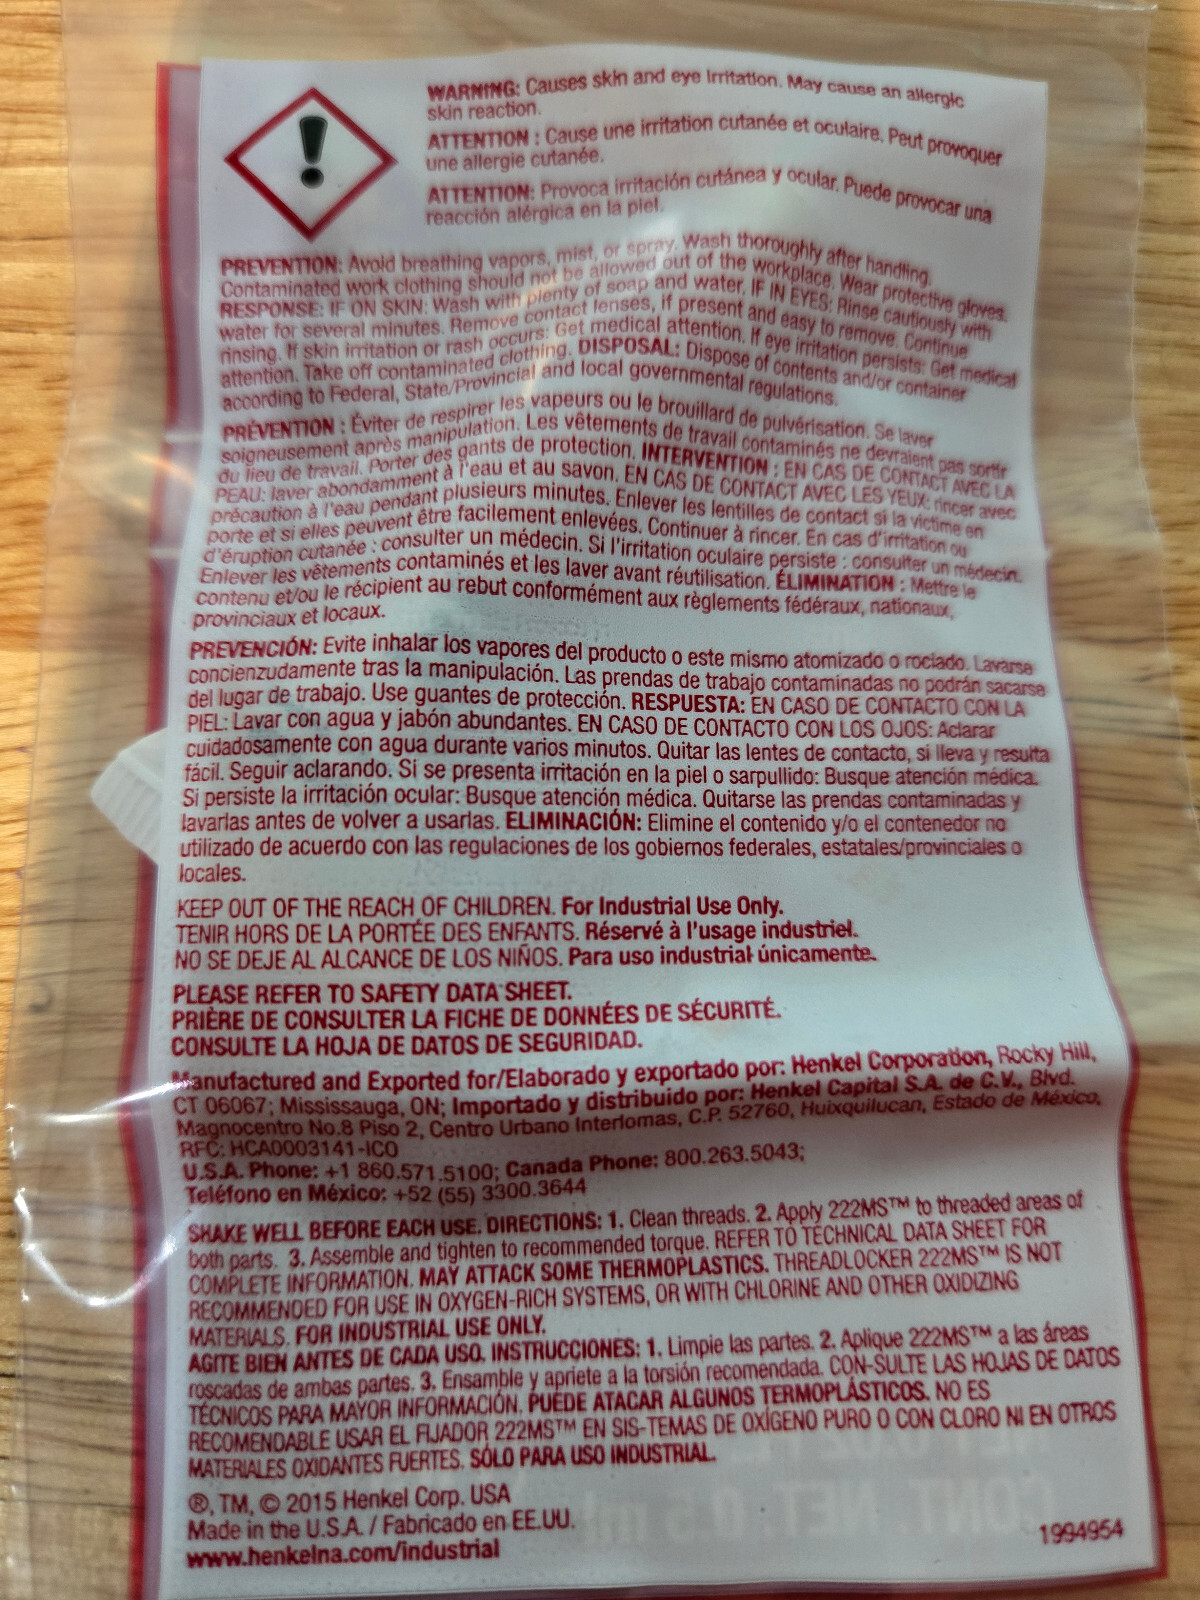 WARNING: Causes skin and eye irritation. May cause an allergic
skin reaction.
ATTENTION : Cause une irritation cutanée et oculaire. Peut provoquer
une allergie cutanée.
ATTENTION: Provoca irritación cutánea y ocular. Puede provocar una
reacción alérgica en la piel.
PREVENTION: Avoid breathing vapors, mist, or spray. Wash thoroughly after handling.
Contaminated work clothing should not be allowed out of the workplace. Wear protective gloves.
RESPONSE: IF ON SKIN: Wash with plenty of soap and water. IF IN EYES: Rinse cautiously with
water for several minutes. Remove contact lenses, if present and easy to remove. Continue
rinsing. If skin irritation or rash occurs: Get medical attention. If eye irritation persists: Get medical
attention. Take off contaminated clothing. DISPOSAL: Dispose of contents and/or container
according to Federal, State/Provincial and local governmental regulations.
PRÉVENTION : Éviter de respirer les vapeurs ou le brouillard de pulvérisation. Se laver
soigneusement après manipulation. Les vêtements de travail contaminés ne devraient pas sortir
du lieu de travail. Porter des gants de protection. INTERVENTION : EN CAS DE CONTACT AVEC LA
PEAU: laver abondamment à l'eau et au savon. EN CAS DE CONTACT AVEC LES YEUX: rincer avec
précaution à l'eau pendant plusieurs minutes. Enlever les lentilles de contact si la victime en
porte et si elles peuvent être facilement enlevées. Continuer à rincer. En cas d'irritation ou
d'éruption cutanée : consulter un médecin. Si l'irritation oculaire persiste : consulter un médecin.
Enlever les vêtements contaminés et les laver avant réutilisation. ÉLIMINATION : Mettre le
contenu et/ou le récipient au rebut conformément aux règlements fédéraux, nationaux,
provinciaux et locaux.
PREVENCIÓN: Evite inhalar los vapores del producto o este mismo atomizado o rociado. Lavarse
concienzudamente tras la manipulación. Las prendas de trabajo contaminadas no podrán sacarse
del lugar de trabajo. Use guantes de protección. RESPUESTA: EN CASO DE CONTACTO CON LA
PIEL: Lavar con agua y jabón abundantes. EN CASO DE CONTACTO CON LOS OJOS: Aclarar
cuidadosamente con agua durante varios minutos. Quitar las lentes de contacto, si lleva y resulta
fácil. Seguir aclarando. Si se presenta irritación en la piel o sarpullido: Busque atención médica.
Si persiste la irritación ocular: Busque atención médica. Quitarse las prendas contaminadas y
lavarlas antes de volver a usarlas. ELIMINACIÓN: Elimine el contenido y/o el contenedor no
utilizado de acuerdo con las regulaciones de los gobiernos federales, estatales/provinciales o
locales.
KEEP OUT OF THE REACH OF CHILDREN. For Industrial Use Only.
TENIR HORS DE LA PORTÉE DES ENFANTS. Réservé à l'usage industriel.
NO SE DEJE AL ALCANCE DE LOS NIÑOS. Para uso industrial únicamente.
PLEASE REFER TO SAFETY DATA SHEET.
PRIÈRE DE CONSULTER LA FICHE DE DONNÉES DE SÉCURITÉ.
CONSULTE LA HOJA DE DATOS DE SEGURIDAD.
Manufactured and Exported for/Elaborado y exportado por: Henkel Corporation, Rocky Hill,
CT 06067; Mississauga, ON; Importado y distribuido por: Henkel Capital S.A. de C.V., Blvd.
Magnocentro No.8 Piso 2, Centro Urbano Interlomas, C.P. 52760, Huixquilucan, Estado de México,
RFC: HCA0003141-ICO
U.S.A. Phone: +1 860.571.5100; Canada Phone: 800.263.5043;
Teléfono en México: +52 (55) 3300.3644
SHAKE WELL BEFORE EACH USE. DIRECTIONS: 1. Clean threads. 2. Apply 222MS™ to threaded areas of
both parts. 3. Assemble and tighten to recommended torque. REFER TO TECHNICAL DATA SHEET FOR
COMPLETE INFORMATION. MAY ATTACK SOME THERMOPLASTICS. THREADLOCKER 222MS™ IS NOT
RECOMMENDED FOR USE IN OXYGEN-RICH SYSTEMS, OR WITH CHLORINE AND OTHER OXIDIZING
MATERIALS. FOR INDUSTRIAL USE ONLY.
AGITE BIEN ANTES DE CADA USO. INSTRUCCIONES: 1. Limpie las partes. 2. Aplique 222MS™ a las áreas
roscadas de ambas partes. 3. Ensamble y apriete a la torsión recomendada. CON-SULTE LAS HOJAS DE DATOS
TÉCNICOS PARA MAYOR INFORMACIÓN. PUEDE ATACAR ALGUNOS TERMOPLÁSTICOS. NO ES
RECOMENDABLE USAR EL FIJADOR 222MS™ EN SIS-TEMAS DE OXÍGENO PURO O CON CLORO NI EN OTROS
MATERIALES OXIDANTES FUERTES. SÓLO PARA USO INDUSTRIAL.
®, TM, © 2015 Henkel Corp. USA
Made in the U.S.A. / Fabricado en EE.UU.
www.henkelna.com/industrial
1994954